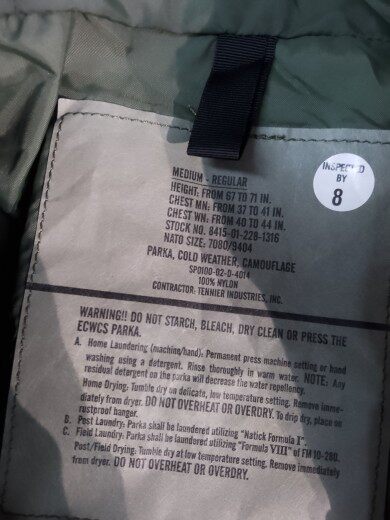 INSPECTED
BY
8
MEDIUM - REGULAR
HEIGHT: FROM 67 TO 71 IN.
CHEST MN: FROM 37 TO 41 IN.
CHEST WN: FROM 40 TO 44 IN.
STOCK NO. 8415-01-228-1316
NATO SIZE: 7080/9404
PARKA, COLD WEATHER, CAMOUFLAGE
SPO100-02-D-4014
100% NYLON
CONTRACTOR: TENNIER INDUSTRIES, INC.
WARNING!! DO NOT STARCH, BLEACH, DRY CLEAN OR PRESS THE
ECWCS PARKA.
A. Home Laundering (machine/hand): Permanent press machine setting or hand
washing using a detergent. Rinse thoroughly in warm water. NOTE: Any
residual detergent on the parka will decrease the water repellency.
Home Drying: Tumble dry on delicate, low temperature setting. Remove imme-
diately from dryer. DO NOT OVERHEAT OR OVERDRY. To drip dry, place on
rustproof hanger.
B. Post Laundry: Parka shall be laundered utilizing "Natick Formula I".
C. Field Laundry: Parka shall be laundered utilizing "Formula VIII" of FM 10-280.
Post/Field Drying: Tumble dry at low temperature setting. Remove immediately
from dryer. DO NOT OVERHEAT OR OVERDRY.